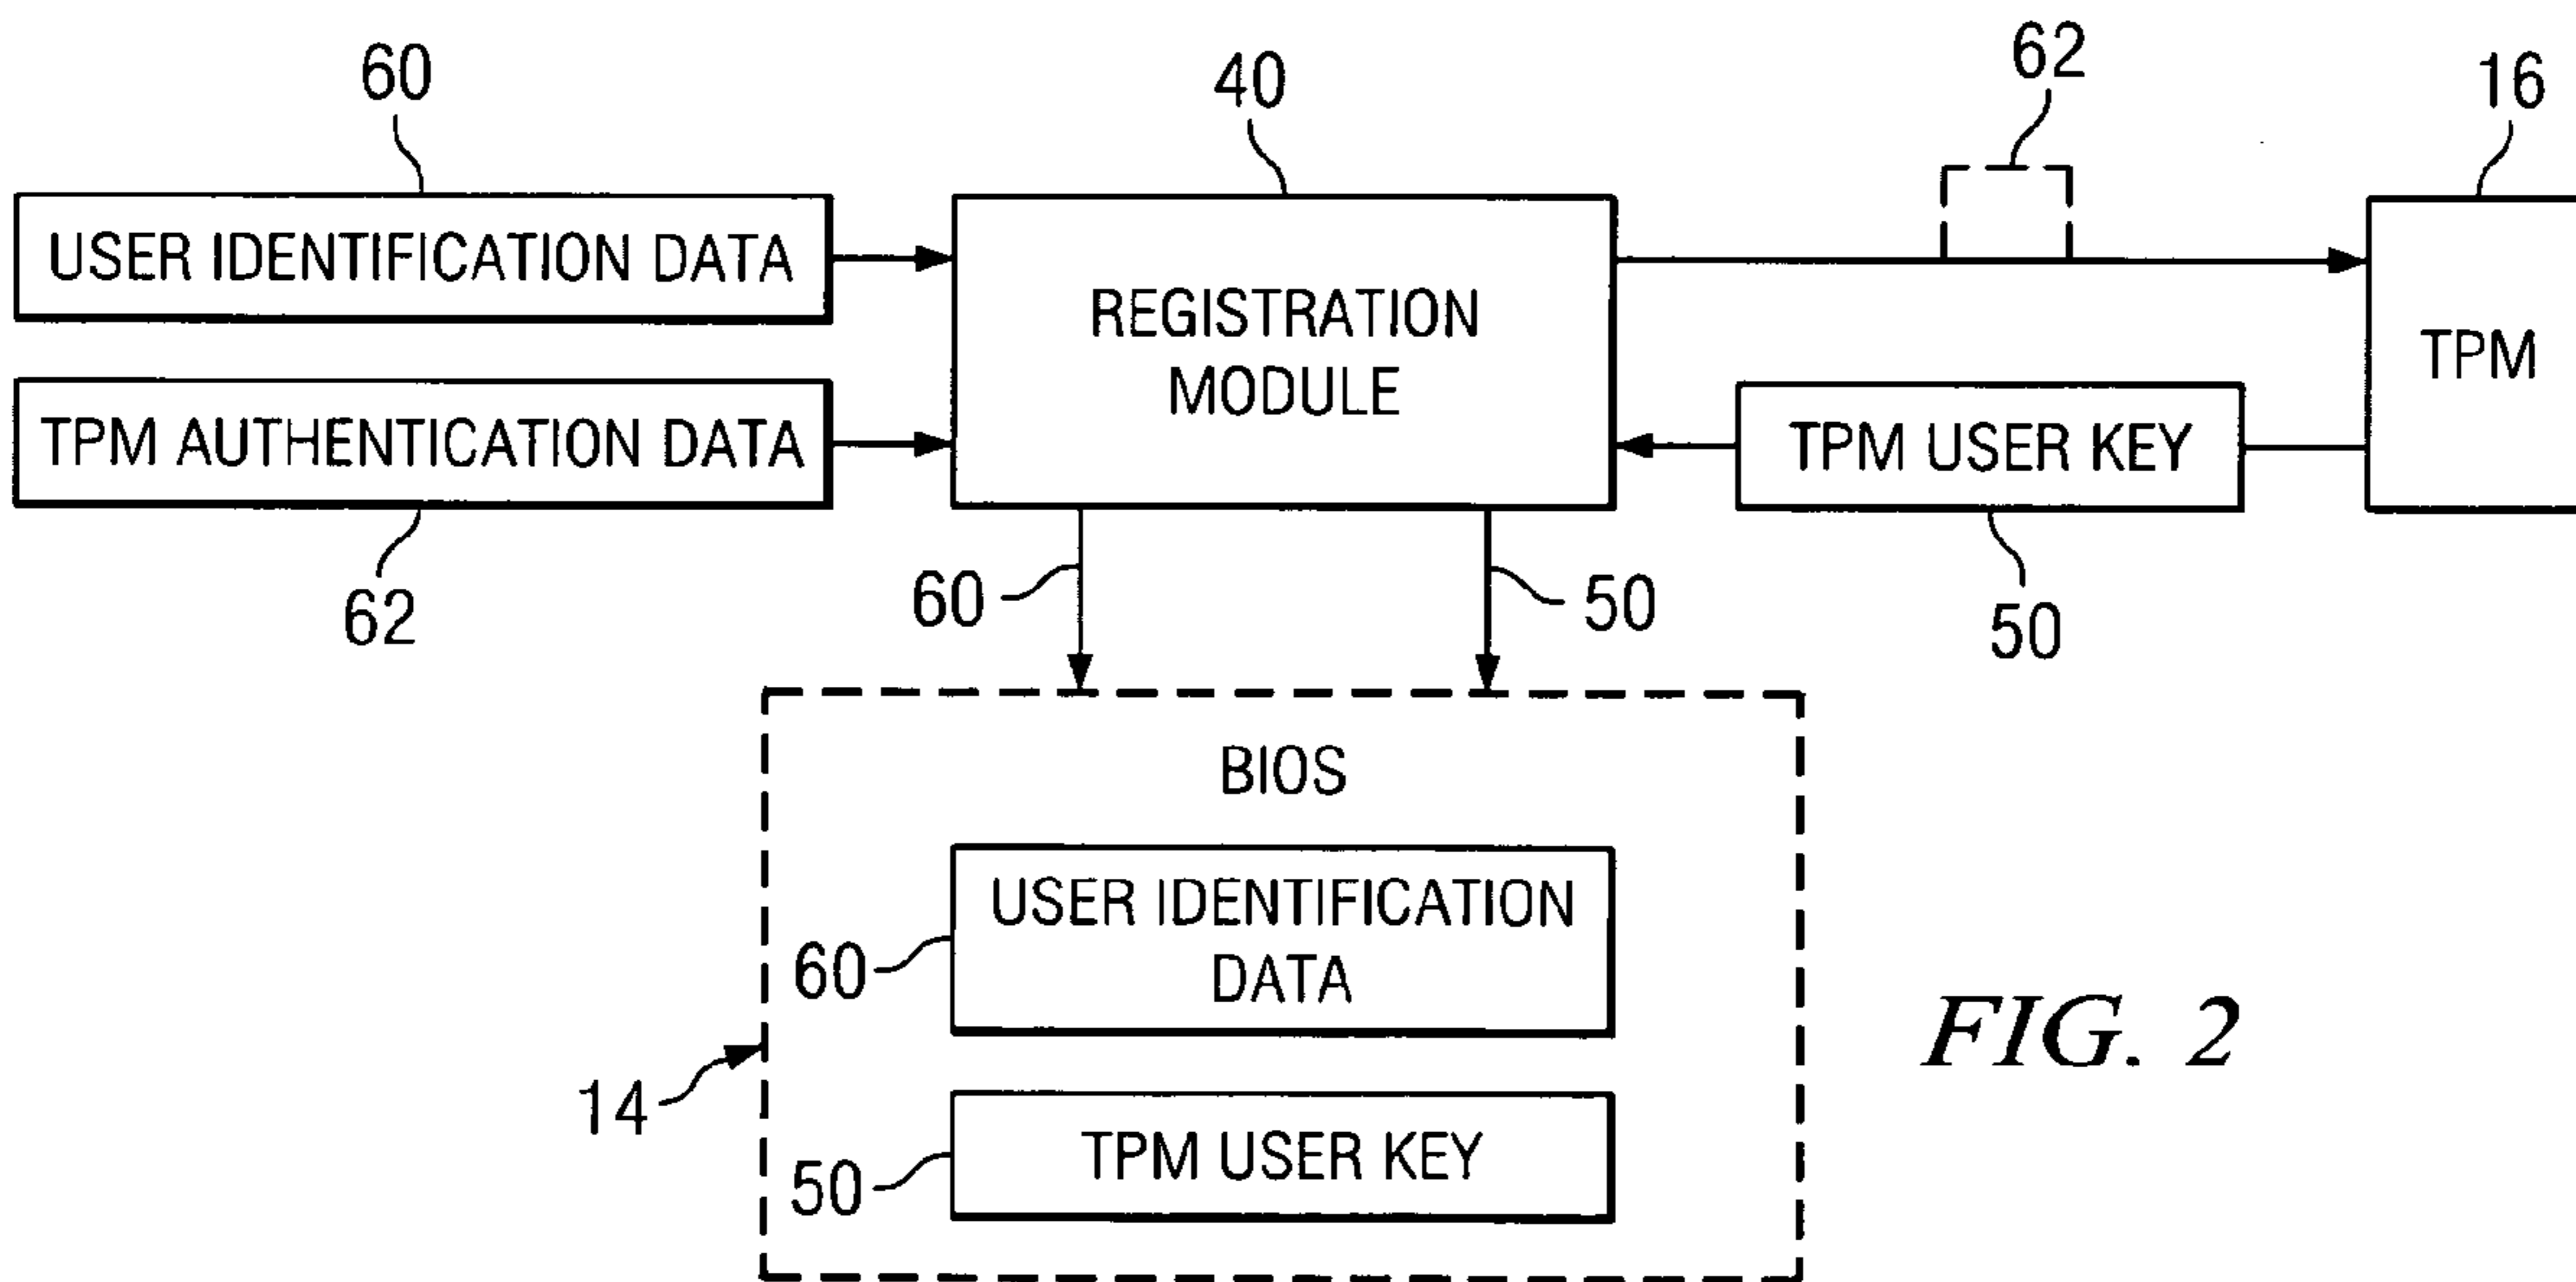 60
40
62
16
USER IDENTIFICATION DATA
REGISTRATION
MODULE
TPM
TPM AUTHENTICATION DATA
TPM USER KEY
62
60
50
50
BIOS
USER IDENTIFICATION
DATA
60
14
TPM USER KEY
50
FIG. 2